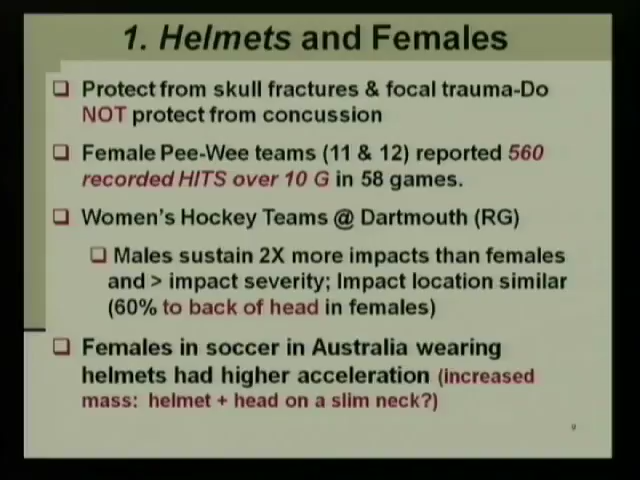 1. Helmets and Females
Protect from skull fractures & focal trauma-Do
NOT protect from concussion
Female Pee-Wee teams (11 & 12) reported 560
recorded HITS over 10 G in 58 games.
Women's Hockey Teams @ Dartmouth (RG)
Males sustain 2X more impacts than females
and > impact severity; Impact location similar
(60% to back of head in females)
Females in soccer in Australia wearing
helmets had higher acceleration (increased
mass: helmet + head on a slim neck?)